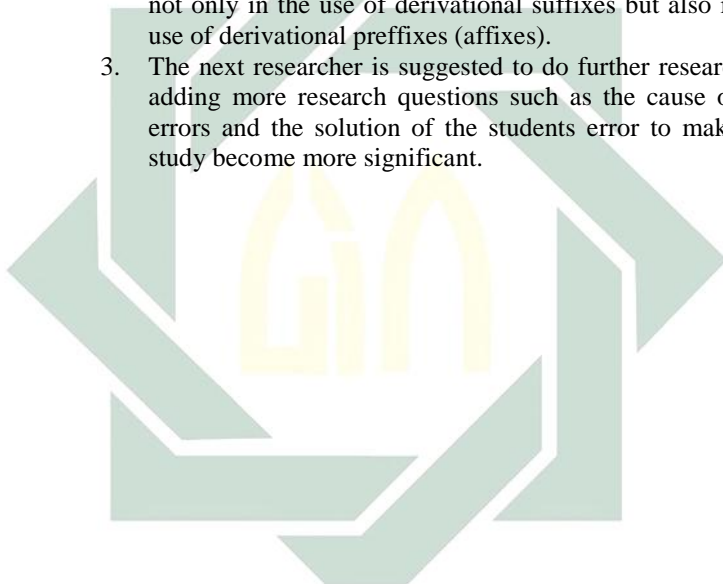 not only in the use of derivational suffixes but also i
use of derivational preffixes (affixes).
3. The next researcher is suggested to do further resear
adding more research questions such as the cause o
errors and the solution of the students error to mak
study become more significant.